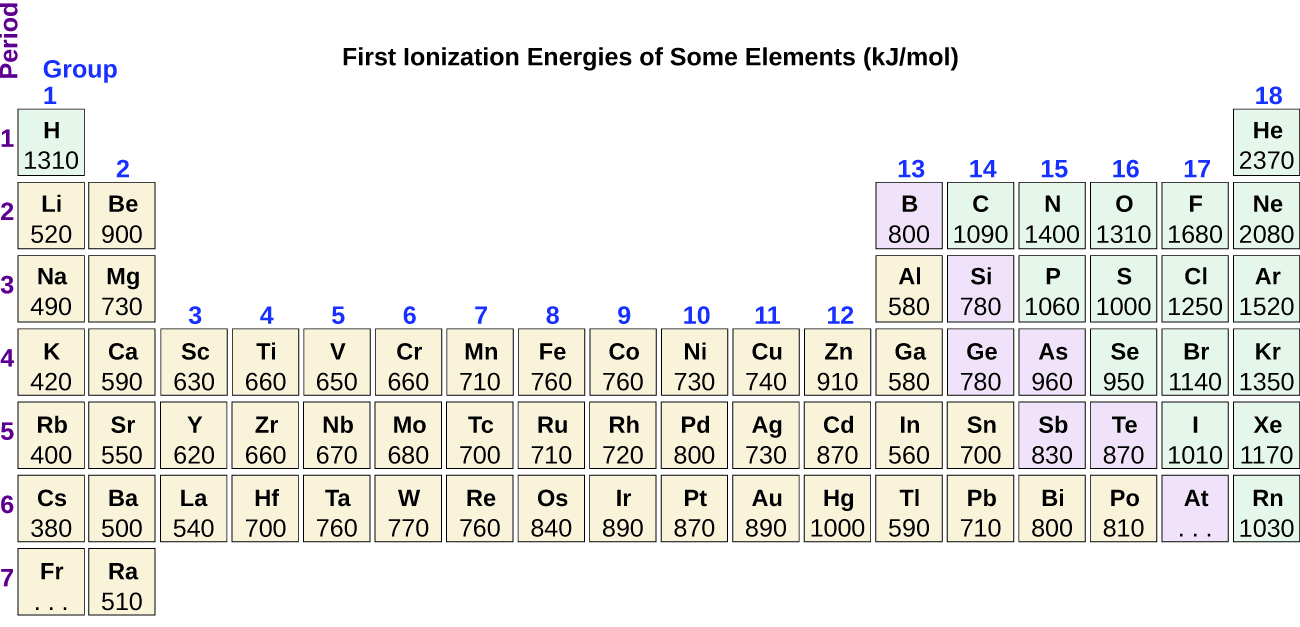 Period
First Ionization Energies of Some Elements (kJ/mol)
Group
1 18
1 H He
1310 2370
2 13 14 15 16 17
2 Li Be B C N O F Ne
520 900 800 1090 1400 1310 1680 2080
3 Na Mg Al Si P S Cl Ar
490 730 580 780 1060 1000 1250 1520
3 4 5 6 7 8 9 10 11 12
4 K Ca Sc Ti V Cr Mn Fe Co Ni Cu Zn Ga Ge As Se Br Kr
420 590 630 660 650 660 710 760 760 730 740 910 580 780 960 950 1140 1350
5 Rb Sr Y Zr Nb Mo Tc Ru Rh Pd Ag Cd In Sn Sb Te I Xe
400 550 620 660 670 680 700 710 720 800 730 870 560 700 830 870 1010 1170
6 Cs Ba La Hf Ta W Re Os Ir Pt Au Hg Tl Pb Bi Po At Rn
380 500 540 700 760 770 760 840 890 870 890 1000 590 710 800 810 . . . 1030
7 Fr Ra
. . . 510